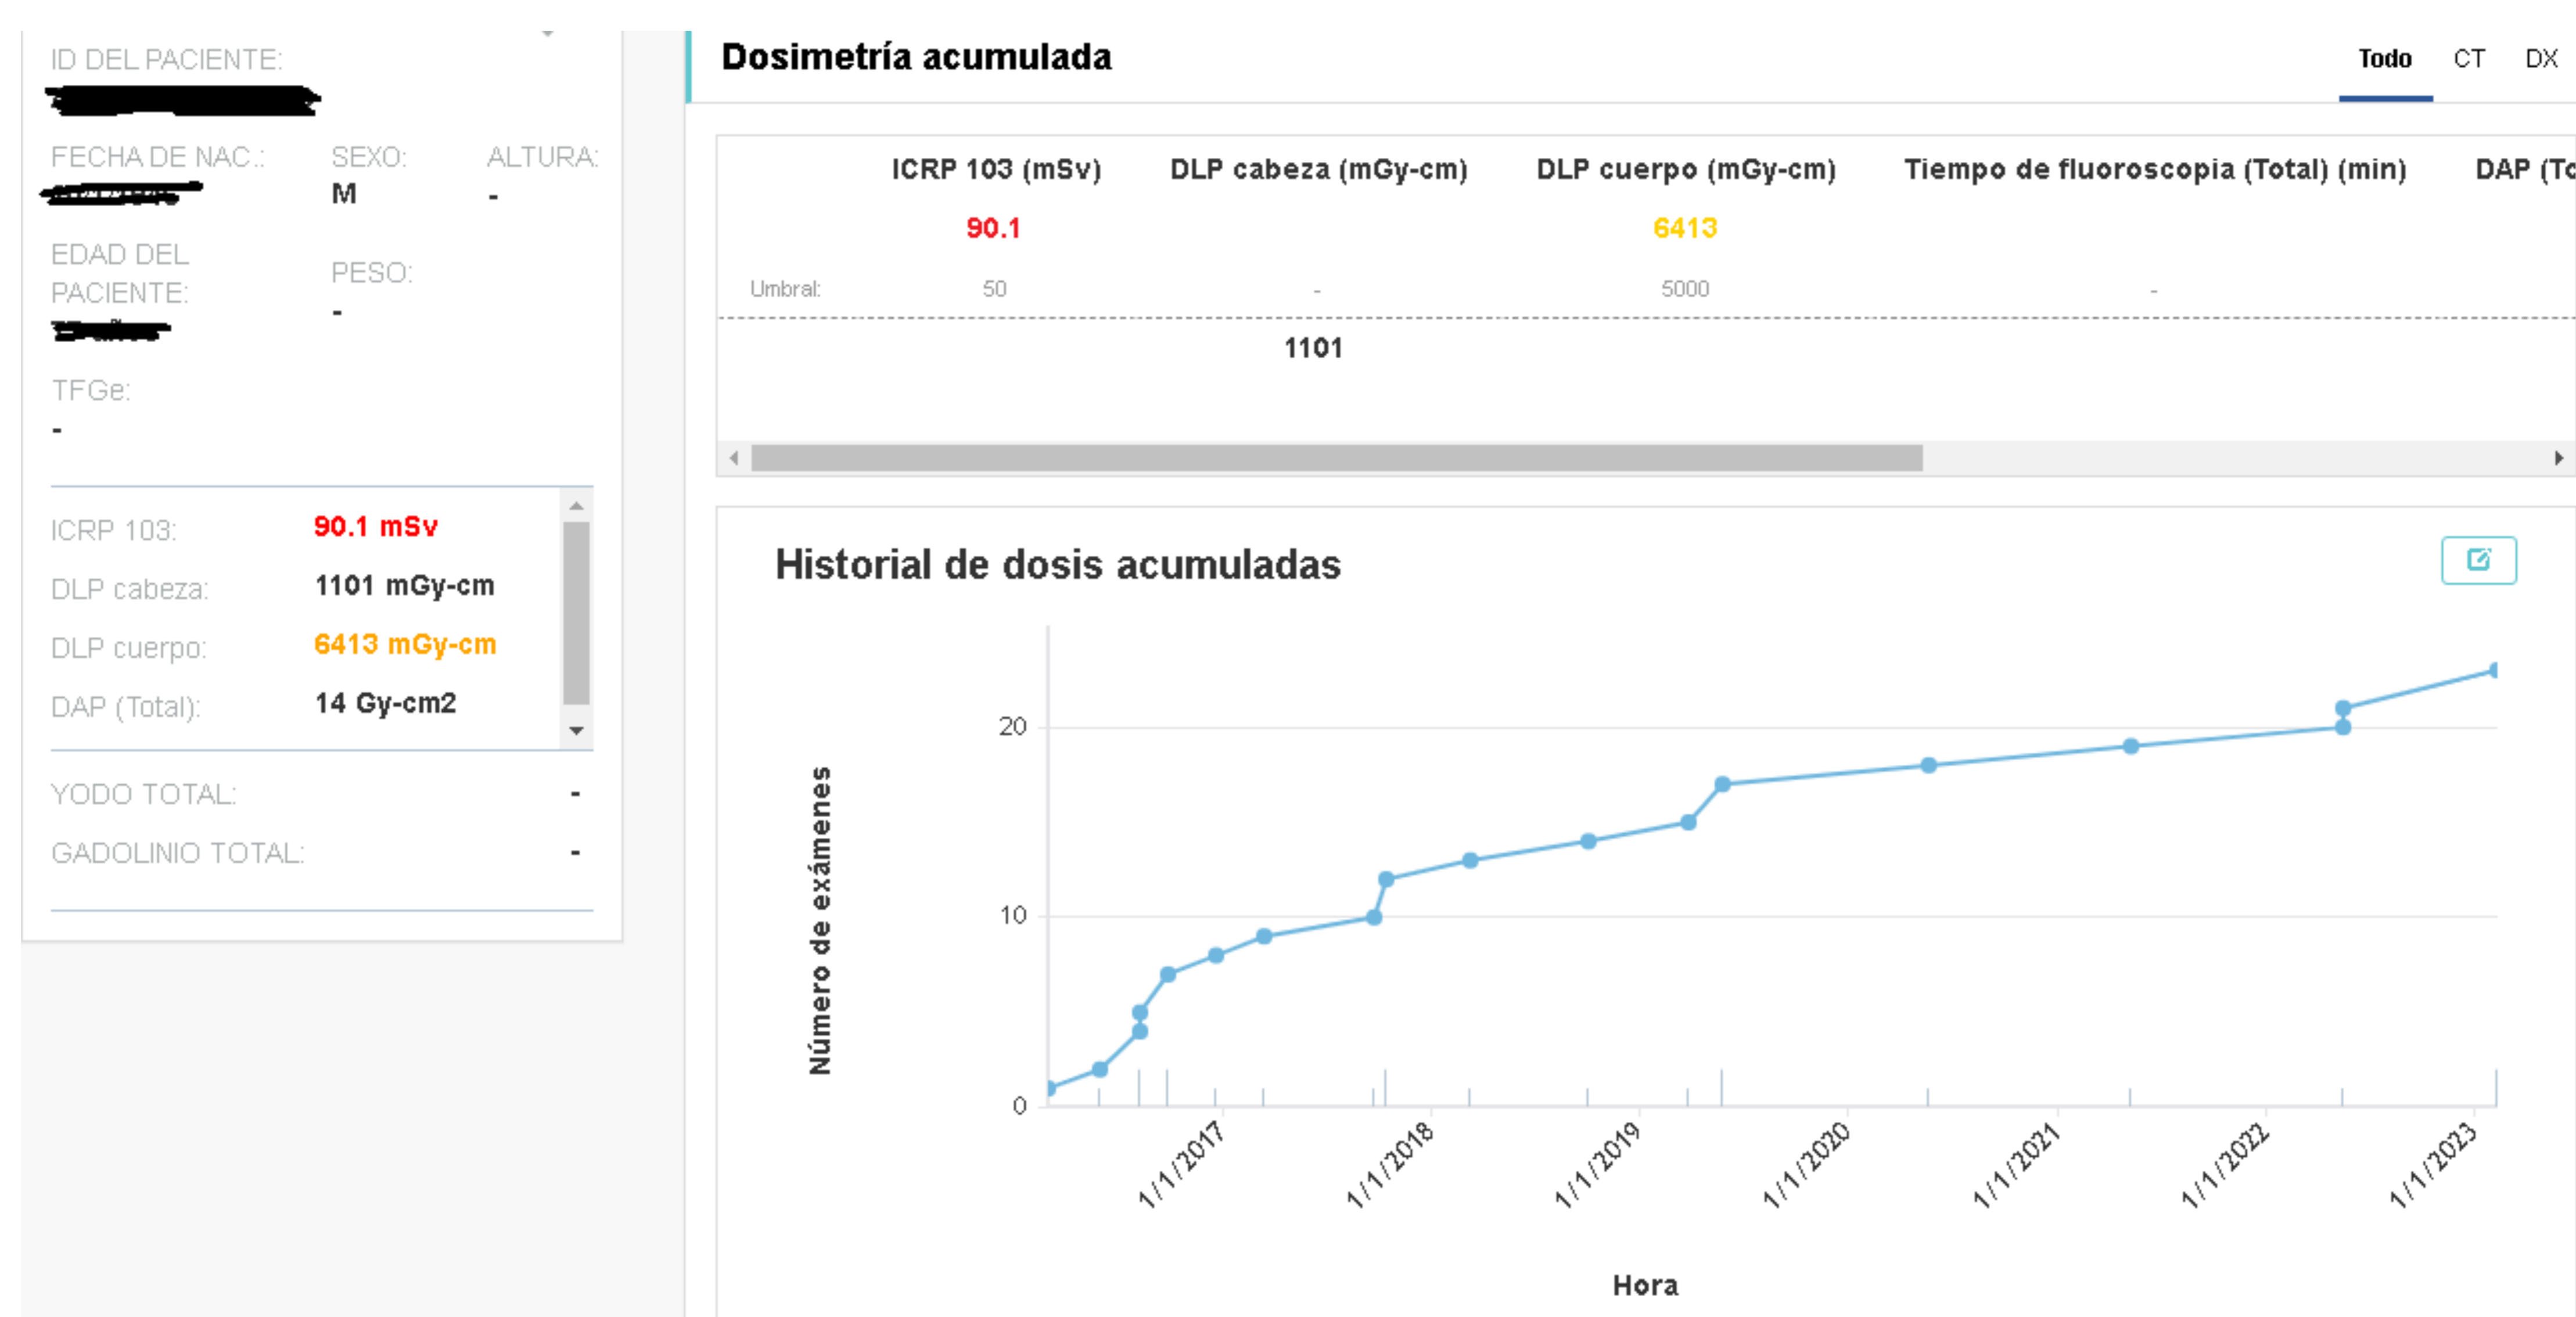 ID DEL PACIENTE:
FECHA DE NAC.: SEXO: ALTURA:
M -
EDAD DEL PACIENTE: PESO:
-
TFGe:
-
ICRP 103: 90.1 mSv
DLP cabeza: 1101 mGy-cm
DLP cuerpo: 6413 mGy-cm
DAP (Total): 14 Gy-cm2
YODO TOTAL: -
GADOLINIO TOTAL: -
Dosimetría acumulada
Todo CT DX
ICRP 103 (mSv) DLP cabeza (mGy-cm) DLP cuerpo (mGy-cm) Tiempo de fluoroscopia (Total) (min) DAP
90.1 6413
Umbral: 50 - 5000 -
1101
Historial de dosis acumuladas
Número de exámenes
20
10
0
1/1/2017 1/1/2018 1/1/2019 1/1/2020 1/1/2021 1/1/2022 1/1/2023
Hora